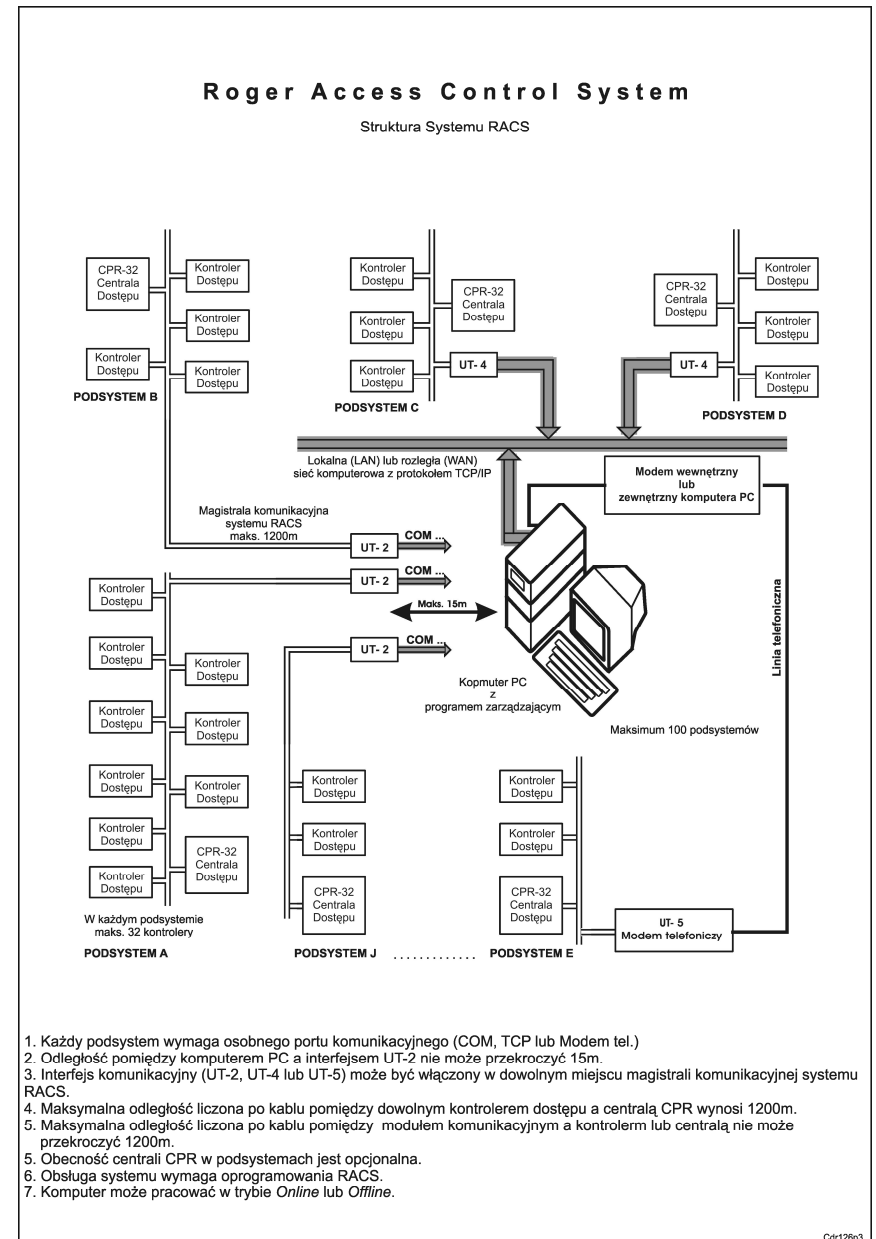 Roger Access Control System
Struktura Systemu RACS
CPR-32
Centrala
Dostępu
Kontroler
Dostępu
Kontroler
Dostępu
Kontroler
Dostępu
Kontroler
Dostępu
PODSYSTEM B
Kontroler
Dostępu
CPR-32
Centrala
Dostępu
Kontroler
Dostępu
Kontroler
Dostępu
UT- 4
PODSYSTEM C
Kontroler
Dostępu
CPR-32
Centrala
Dostępu
Kontroler
Dostępu
UT- 4
Kontroler
Dostępu
PODSYSTEM D
Lokalna (LAN) lub rozległa (WAN)
sieć komputerowa z protokołem TCP/IP
Modem wewnętrzny
lub
zewnętrzny komputera PC
Magistrala komunikacyjna
systemu RACS
maks. 1200m
UT- 2
COM ...
UT- 2
COM ...
Maks. 15m
UT- 2
COM ...
Linia telefoniczna
Kopmuter PC
z
programem zarządzającym
Maksimum 100 podsystemów
Kontroler
Dostępu
Kontroler
Dostępu
Kontroler
Dostępu
Kontroler
Dostępu
Kontroler
Dostępu
Kontroler
Dostępu
Kontroler
Dostępu
Kontroler
Dostępu
CPR-32
Centrala
Dostępu
Kontroler
Dostępu
W każdym podsystemie
maks. 32 kontrolery
PODSYSTEM A
Kontroler
Dostępu
Kontroler
Dostępu
CPR-32
Centrala
Dostępu
PODSYSTEM J
. . . . . . . . . . . . .
Kontroler
Dostępu
Kontroler
Dostępu
CPR-32
Centrala
Dostępu
PODSYSTEM E
UT- 5
Modem telefoniczy
1. Każdy podsystem wymaga osobnego portu komunikacyjnego (COM, TCP lub Modem tel.)
2. Odległość pomiędzy komputerem PC a interfejsem UT-2 nie może przekroczyć 15m.
3. Interfejs komunikacyjny (UT-2, UT-4 lub UT-5) może być włączony w dowolnym miejscu magistrali komunikacyjnej systemu
RACS.
4. Maksymalna odległość liczona po kablu pomiędzy dowolnym kontrolerem dostępu a centralą CPR wynosi 1200m.
5. Maksymalna odległość liczona po kablu pomiędzy modułem komunikacyjnym a kontrolerm lub centralą nie może
przekroczyć 1200m.
5. Obecność centrali CPR w podsystemach jest opcjonalna.
6. Obsługa systemu wymaga oprogramowania RACS.
7. Komputer może pracować w trybie Online lub Offline.
Cdr126p3